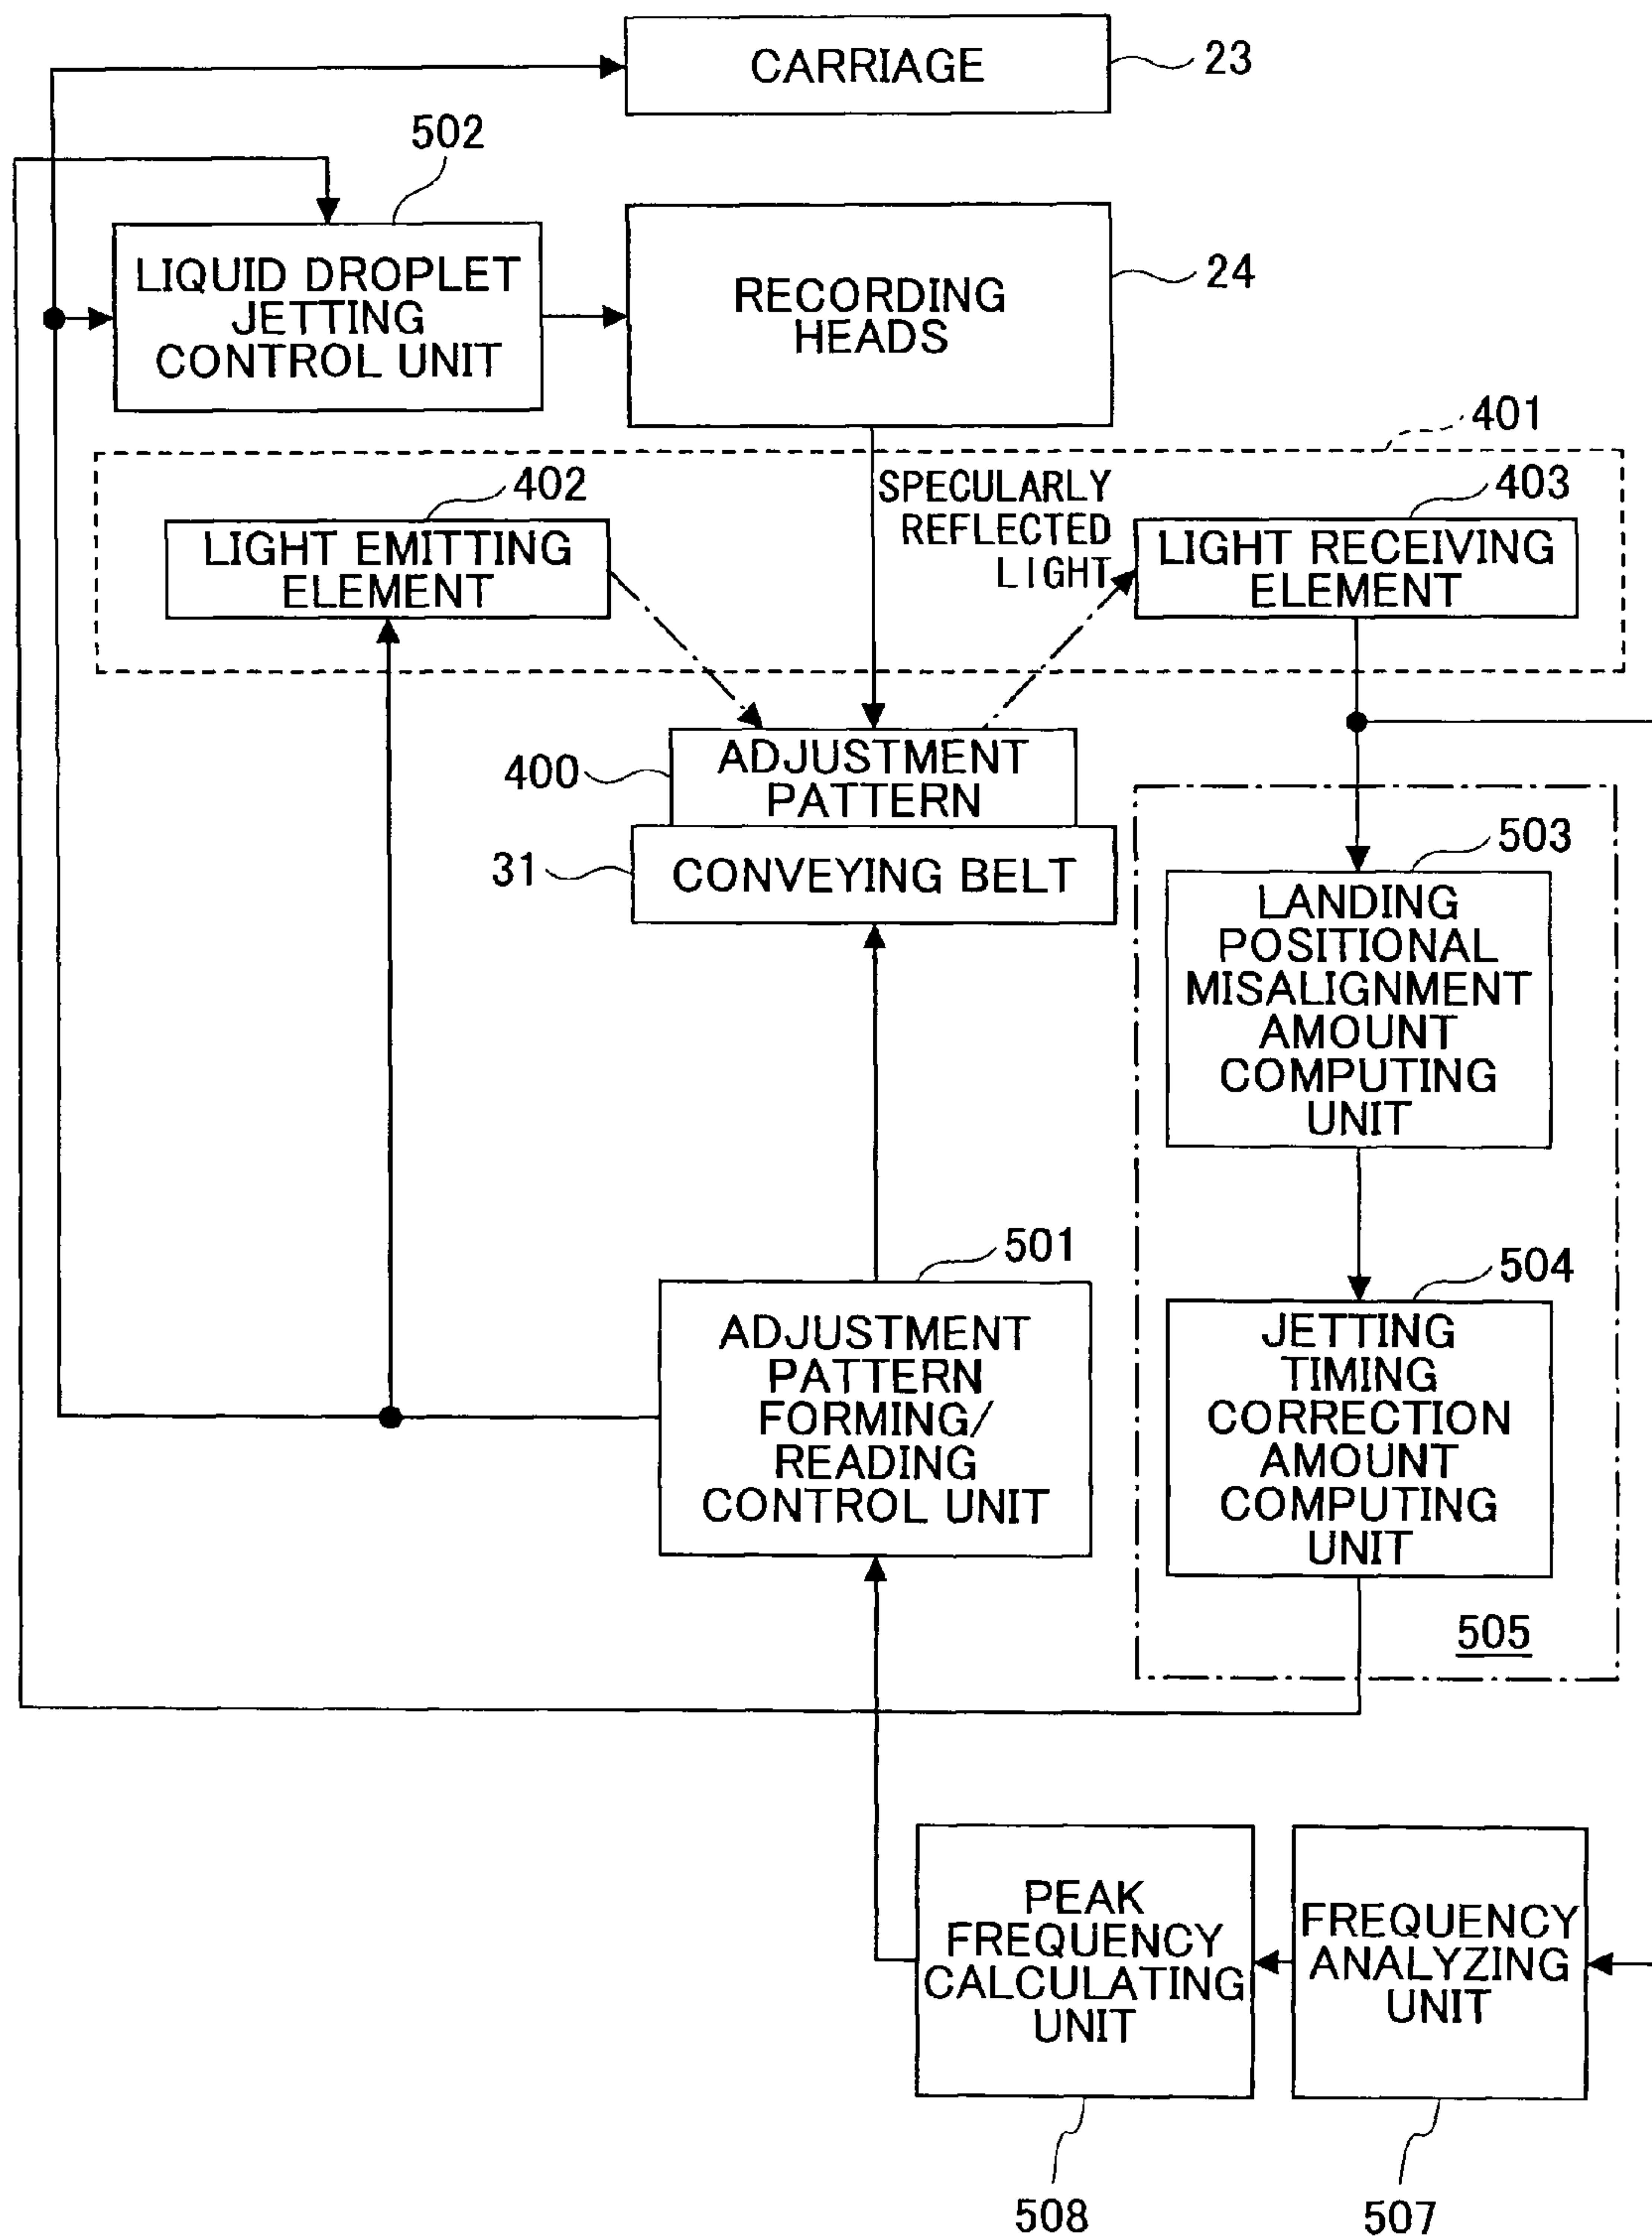 CARRIAGE
23
502
LIQUID DROPLET
JETTING
CONTROL UNIT
RECORDING
HEADS
24
401
402
LIGHT EMITTING
ELEMENT
SPECULARLY
REFLECTED
LIGHT
403
LIGHT RECEIVING
ELEMENT
400
ADJUSTMENT
PATTERN
31
CONVEYING BELT
503
LANDING
POSITIONAL
MISALIGNMENT
AMOUNT
COMPUTING
UNIT
501
ADJUSTMENT
PATTERN
FORMING/
READING
CONTROL UNIT
504
JETTING
TIMING
CORRECTION
AMOUNT
COMPUTING
UNIT
505
PEAK
FREQUENCY
CALCULATING
UNIT
FREQUENCY
ANALYZING
UNIT
508
507